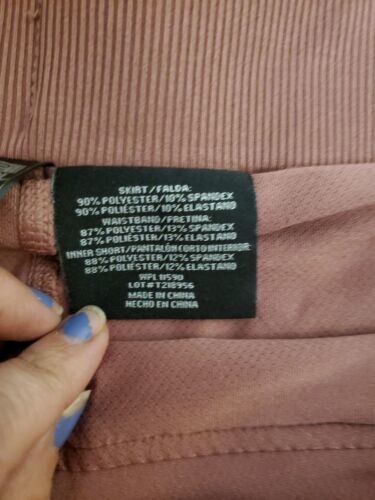 SKIRT/FALDA:
90% POLYESTER/10% SPANDEX
90% POLIÉSTER/10% ELASTANO
WAISTBAND/PRETINA:
87% POLYESTER/13% SPANDEX
87% POLIÉSTER/13% ELASTANO
INNER SHORT/PANTALÓN CORTO INTERIOR:
88% POLYESTER/12% SPANDEX
88% POLIÉSTER/12% ELASTANO
WPL 11590
LOT#T218956
MADE IN CHINA
HECHO EN CHINA